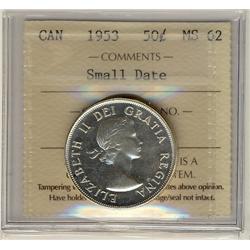 CAN 1953 50¢ MS 62
COMMENTS
Small Date
NO.
ELIZABETH II DEI GRATIA REGINA
IS A
TEM.
Tampering above opinion.
Have seal not intact.